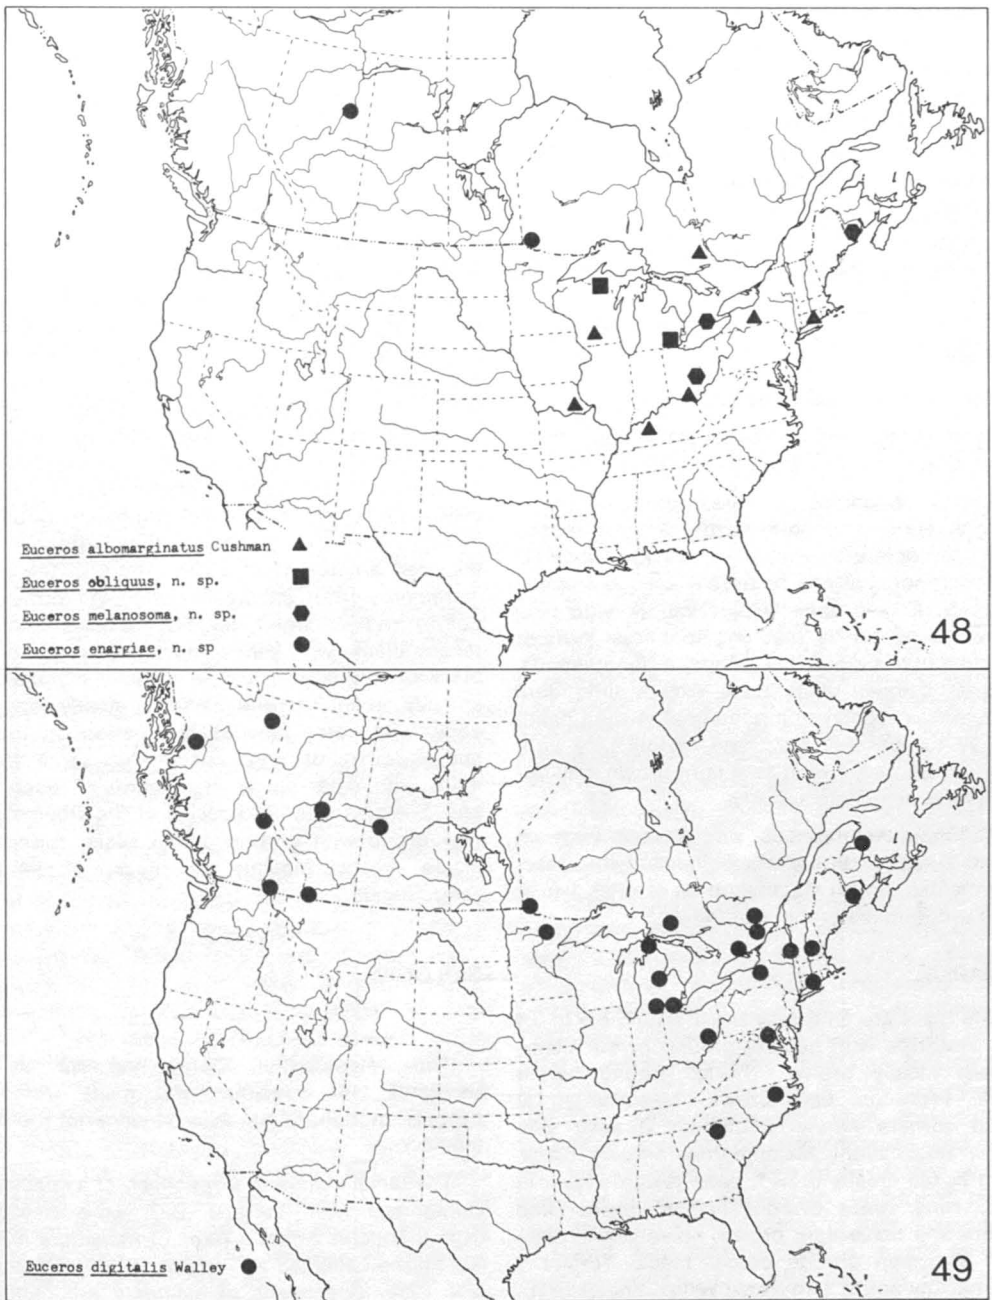 Euceros albomarginatus Cushman
Euceros obliquus, n. sp.
Euceros melanosoma, n. sp.
Euceros enargiae, n. sp
48
Euceros digitalis Walley
49